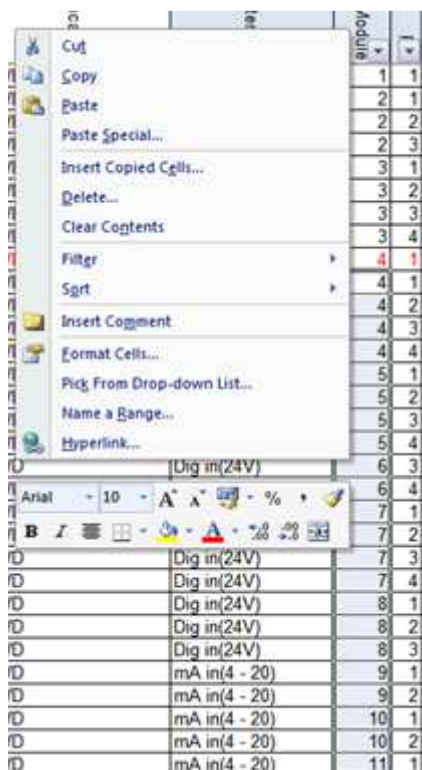 Module
Cut 1 1
Copy 2 1
Paste 2 2
Paste Special... 2 3
Insert Copied Cells... 3 1
Delete... 3 2
3 3
Clear Contents 3 4
Filter 4 1
Sort 4 1
4 2
Insert Comment 4 3
Format Cells... 4 4
Pick From Drop-down List... 5 1
5 2
Name a Range... 5 3
Hyperlink... 5 4
Dig in(24V) 6 3
Arial 10 A A % , 6 4
7 1
B I A 7 2
Dig in(24V) 7 3
Dig in(24V) 7 4
Dig in(24V) 8 1
Dig in(24V) 8 2
Dig in(24V) 8 3
mA in(4 - 20) 9 1
mA in(4 - 20) 9 2
mA in(4 - 20) 10 1
mA in(4 - 20) 10 2
mA in(4 - 20) 11 1